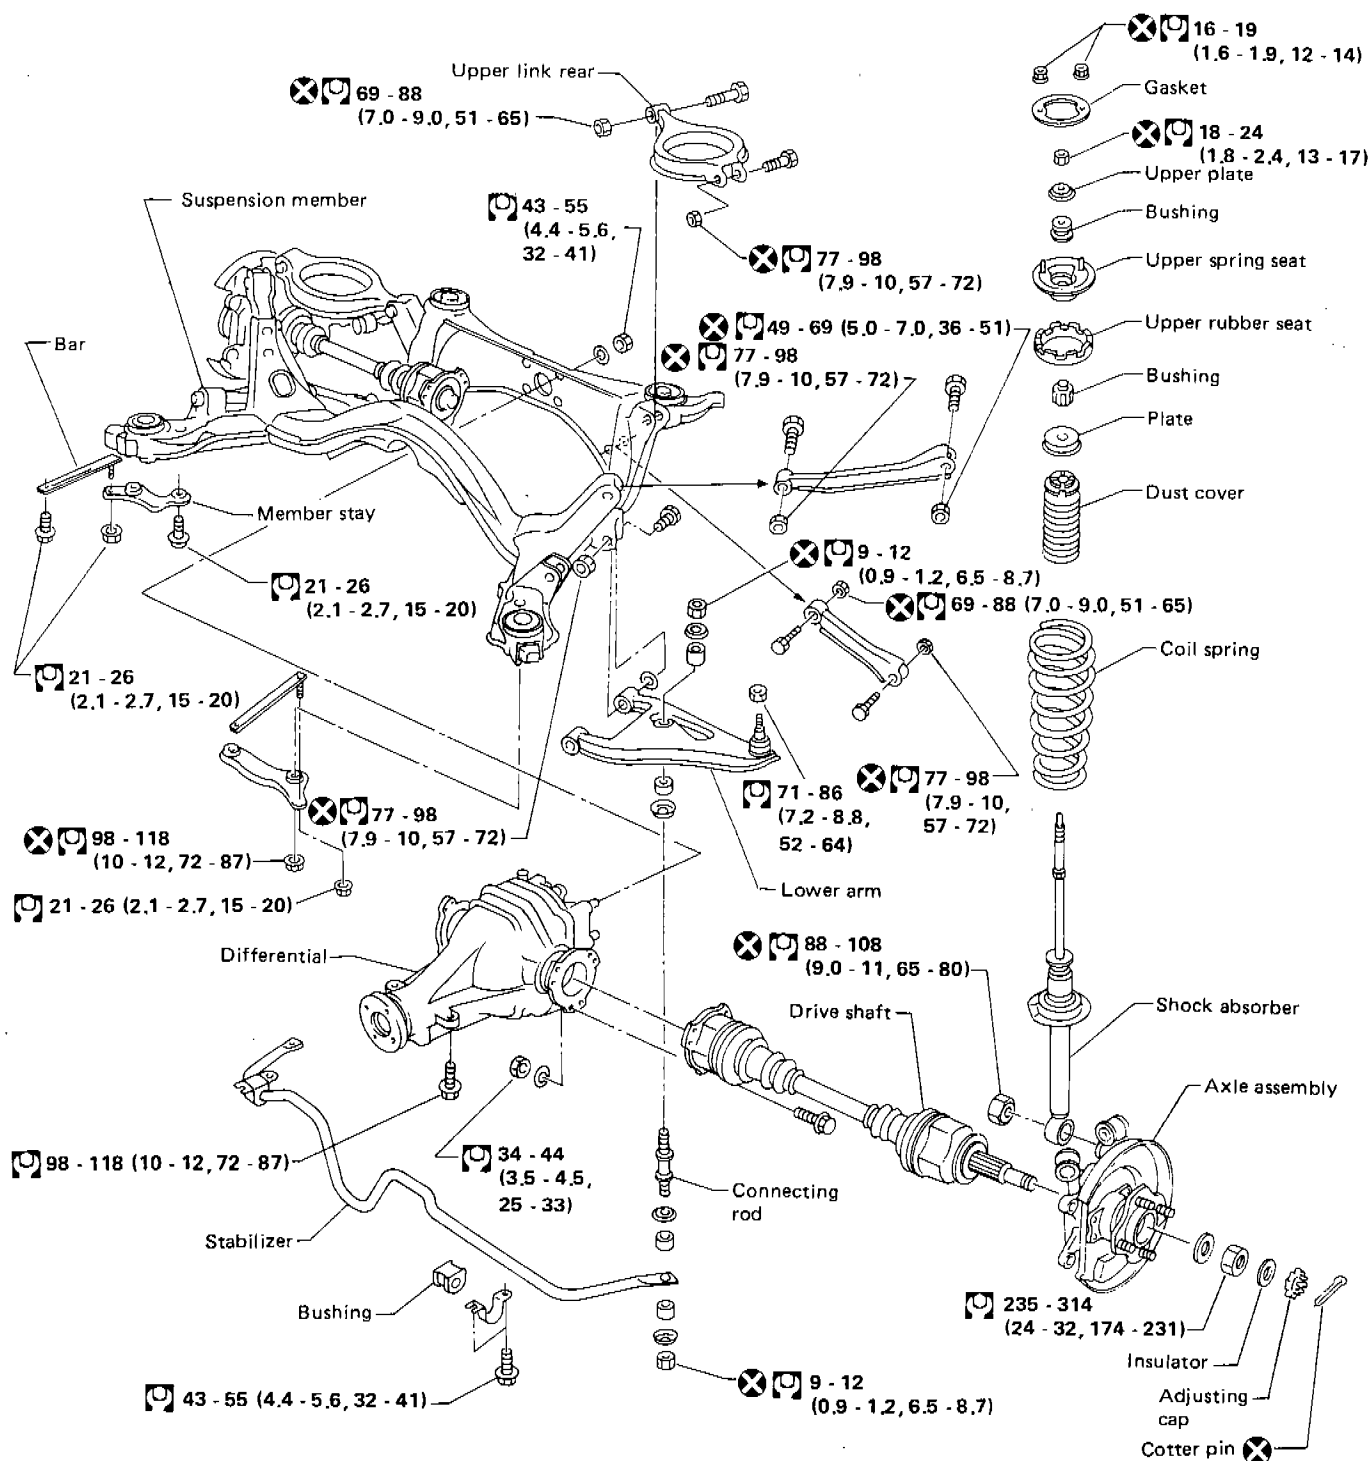 16 - 19
(1.6 - 1.9, 12 - 14)
Upper link rear
69 - 88
(7.0 - 9.0, 51 - 65)
Gasket
18 - 24
(1.8 - 2.4, 13 - 17)
Upper plate
Suspension member
43 - 55
(4.4 - 5.6,
32 - 41)
Bushing
77 - 98
(7.9 - 10, 57 - 72)
Upper spring seat
49 - 69 (5.0 - 7.0, 36 - 51)
Upper rubber seat
Bar
77 - 98
(7.9 - 10, 57 - 72)
Bushing
Plate
Member stay
Dust cover
9 - 12
(0.9 - 1.2, 6.5 - 8.7)
21 - 26
(2.1 - 2.7, 15 - 20)
69 - 88 (7.0 - 9.0, 51 - 65)
Coil spring
21 - 26
(2.1 - 2.7, 15 - 20)
71 - 86
(7.2 - 8.8,
52 - 64)
77 - 98
(7.9 - 10,
57 - 72)
77 - 98
(7.9 - 10, 57 - 72)
98 - 118
(10 - 12, 72 - 87)
Lower arm
21 - 26 (2.1 - 2.7, 15 - 20)
Differential
88 - 108
(9.0 - 11, 65 - 80)
Drive shaft
Shock absorber
Axle assembly
98 - 118 (10 - 12, 72 - 87)
34 - 44
(3.5 - 4.5,
25 - 33)
Connecting
rod
Stabilizer
Bushing
235 - 314
(24 - 32, 174 - 231)
Insulator
43 - 55 (4.4 - 5.6, 32 - 41)
9 - 12
(0.9 - 1.2, 6.5 - 8.7)
Adjusting
cap
Cotter pin